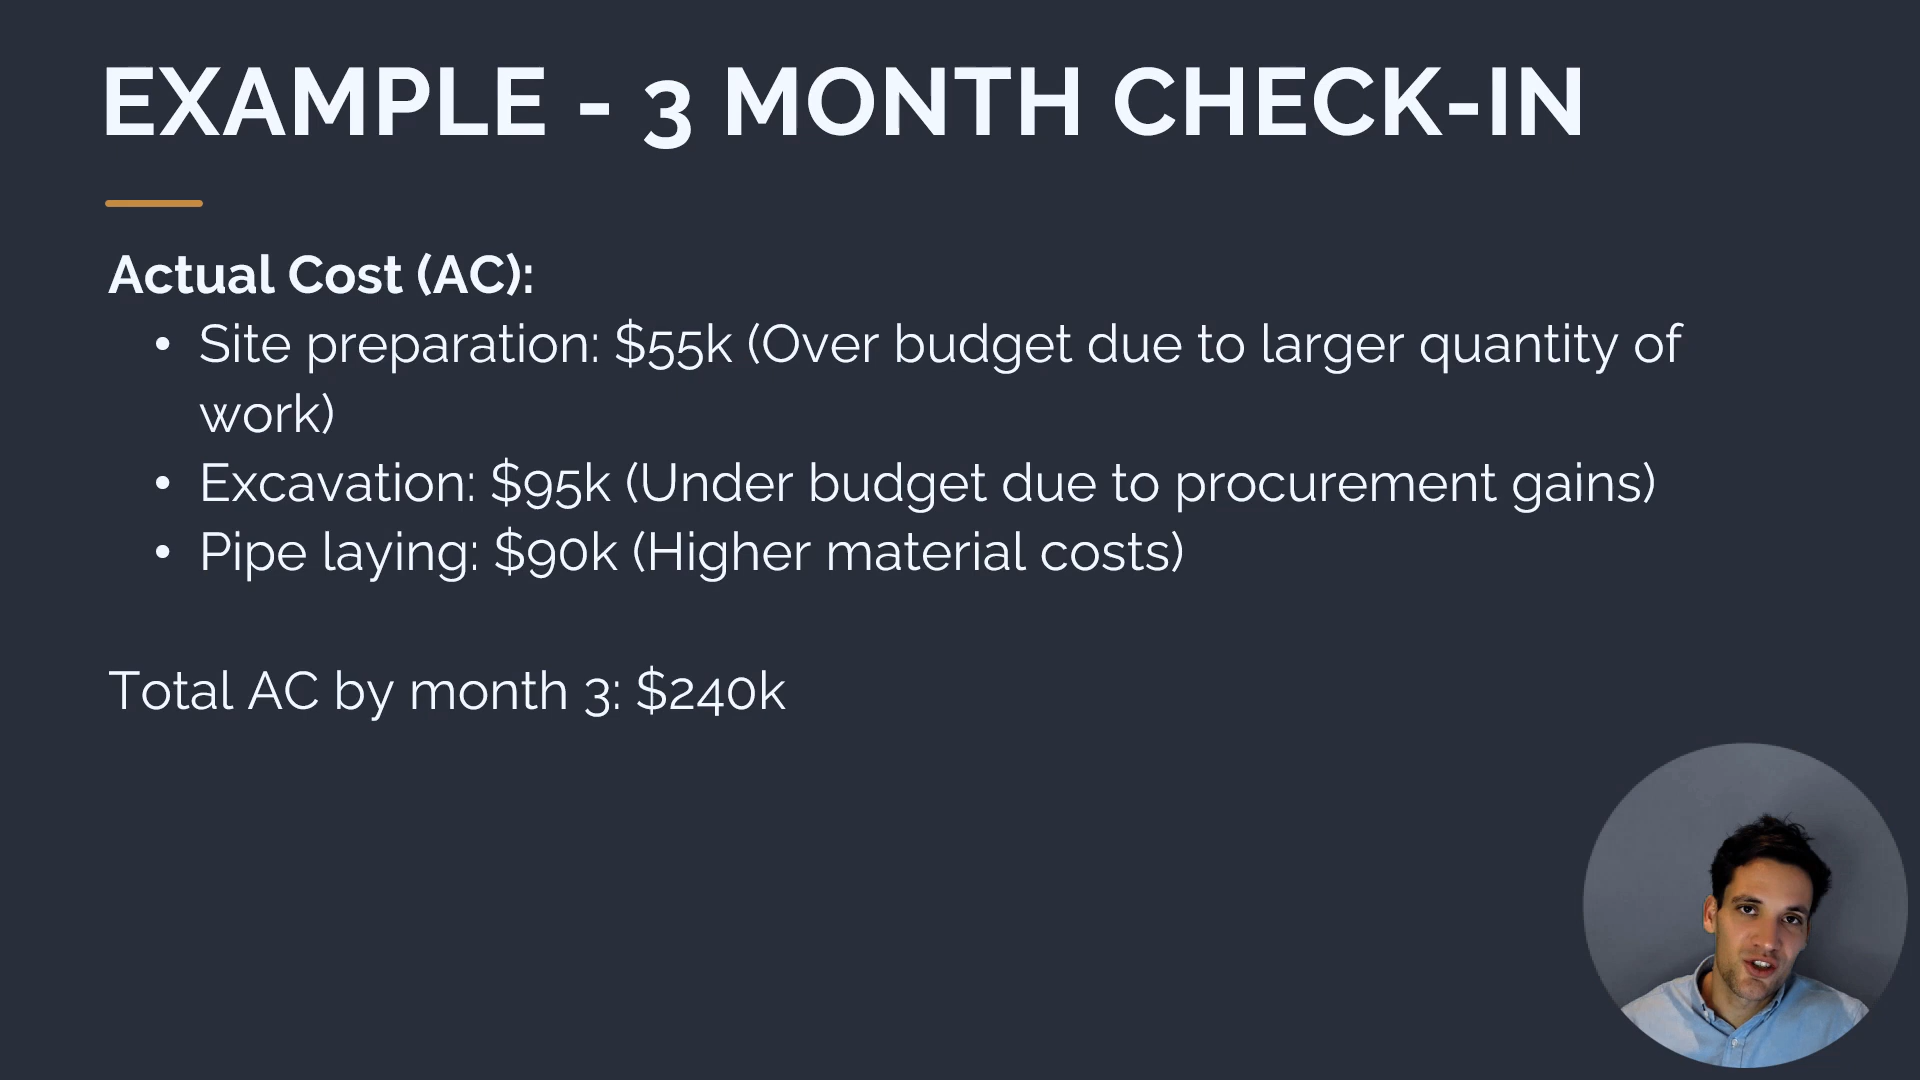 EXAMPLE - 3 MONTH CHECK-IN
Actual Cost (AC):
• Site preparation: $55k (Over budget due to larger quantity of
work)
• Excavation: $95k (Under budget due to procurement gains)
• Pipe laying: $90k (Higher material costs)
Total AC by month 3: $240k